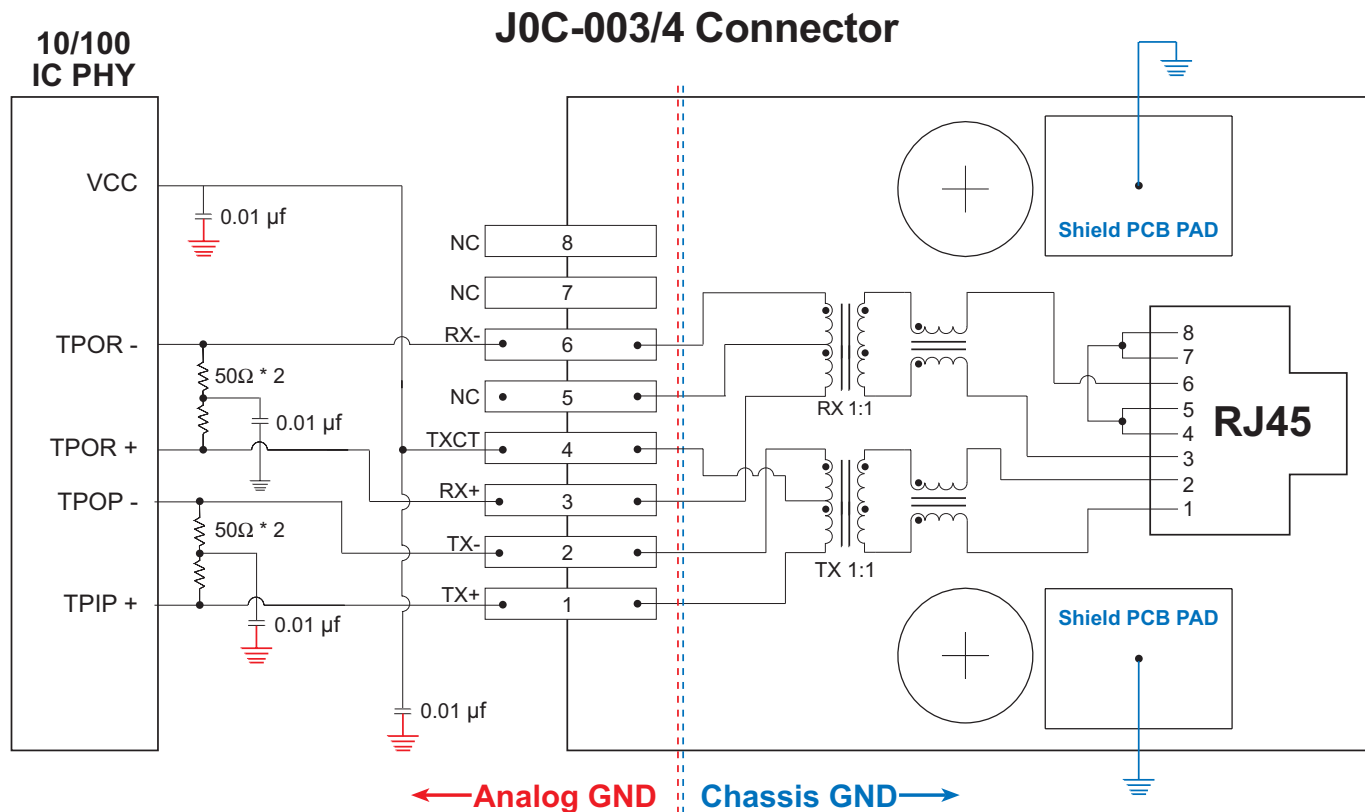 J0C-003/4 Connector
10/100
IC PHY
VCC
0.01 µf
TPOR -
50Ω * 2
0.01 µf
TPOR +
TPOP -
50Ω * 2
TPIP +
0.01 µf
0.01 µf
NC
8
NC
7
RX-
6
NC
5
TXCT
4
RX+
3
TX-
2
TX+
1
RX 1:1
TX 1:1
Shield PCB PAD
8
7
6
5
4
3
2
1
RJ45
Shield PCB PAD
Analog GND
Chassis GND